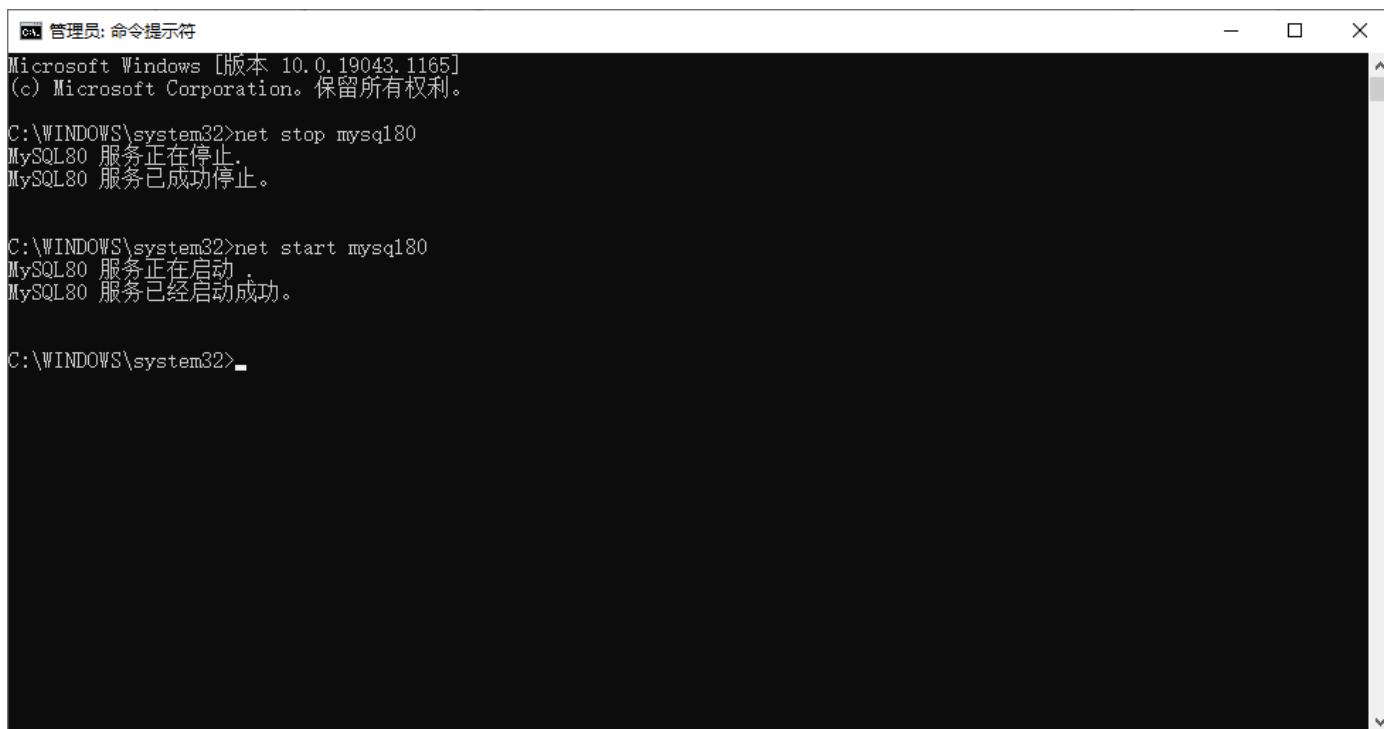 管理员: 命令提示符
Microsoft Windows [版本 10.0.19043.1165]
(c) Microsoft Corporation。保留所有权利。
C:\WINDOWS\system32>net stop mysql80
MySQL80 服务正在停止.
MySQL80 服务已成功停止。
C:\WINDOWS\system32>net start mysql80
MySQL80 服务正在启动 .
MySQL80 服务已经启动成功。
C:\WINDOWS\system32>